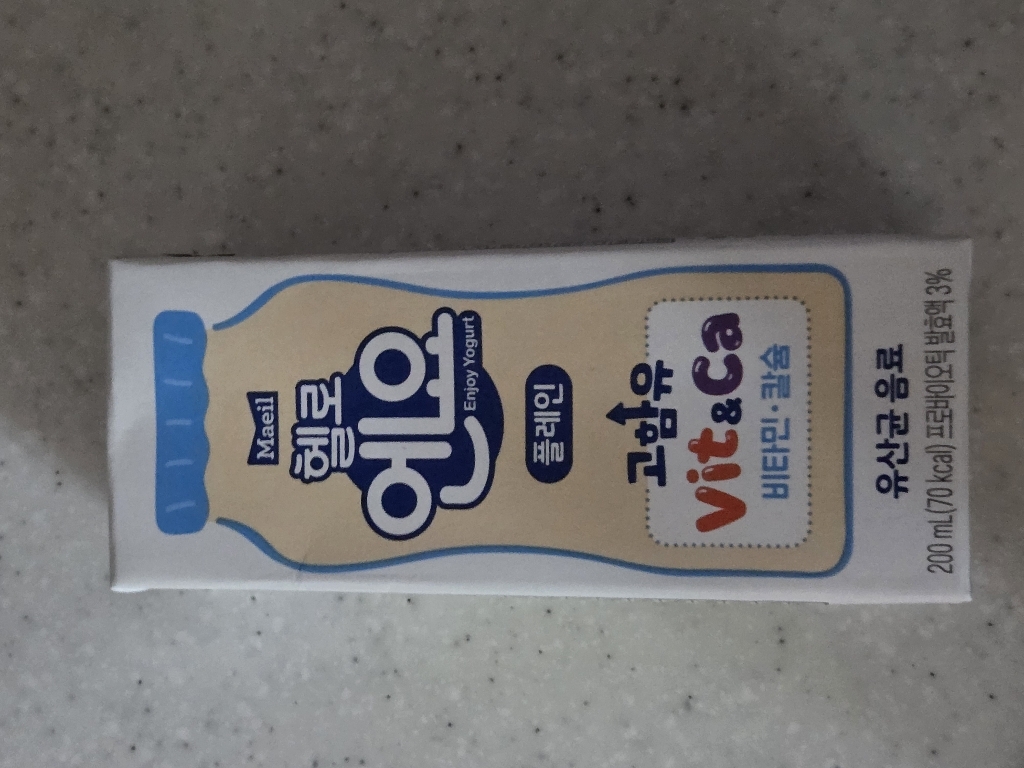 Maeil
헬로
엔요
Enjoy Yogurt
플레인
고함유
Vit&Ca
비타민·칼슘
유산균 음료
200 mL(70 kcal) 프로바이오틱 발효액 3%